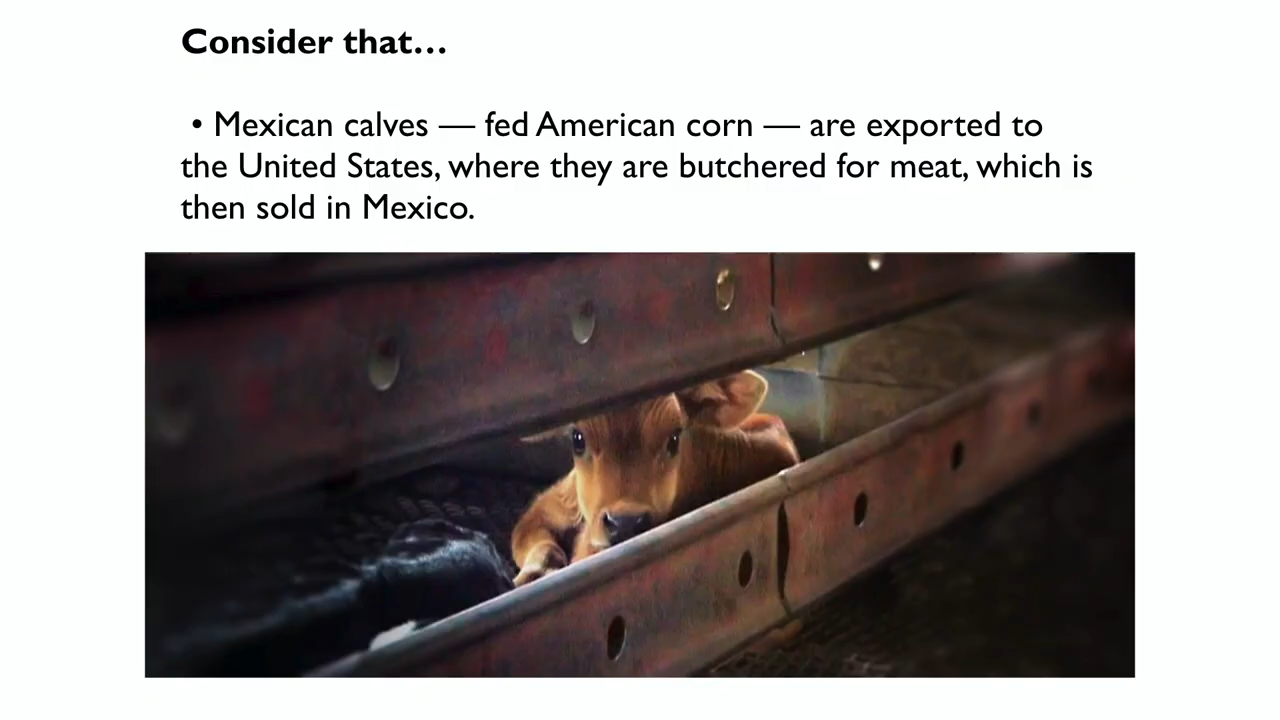 Consider that…
• Mexican calves — fed American corn — are exported to
the United States, where they are butchered for meat, which is
then sold in Mexico.